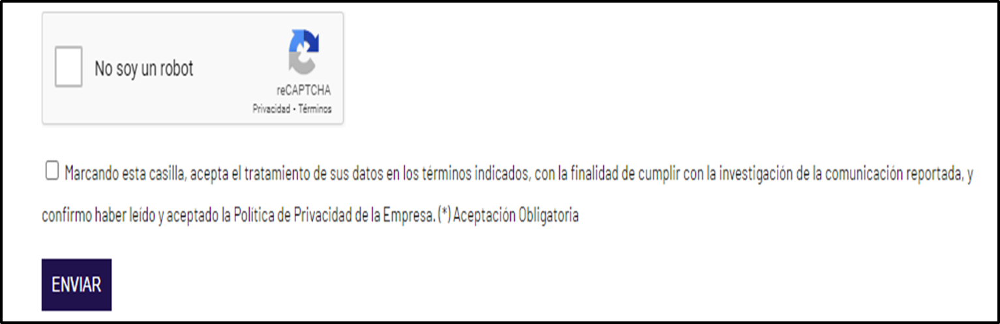 No soy un robot
reCAPTCHA
Privacidad • Términos
Marcando esta casilla, acepta el tratamiento de sus datos en los términos indicados, con la finalidad de cumplir con la investigación de la comunicación reportada, y
confirmo haber leído y aceptado la Política de Privacidad de la Empresa. (*) Aceptación Obligatoria
ENVIAR